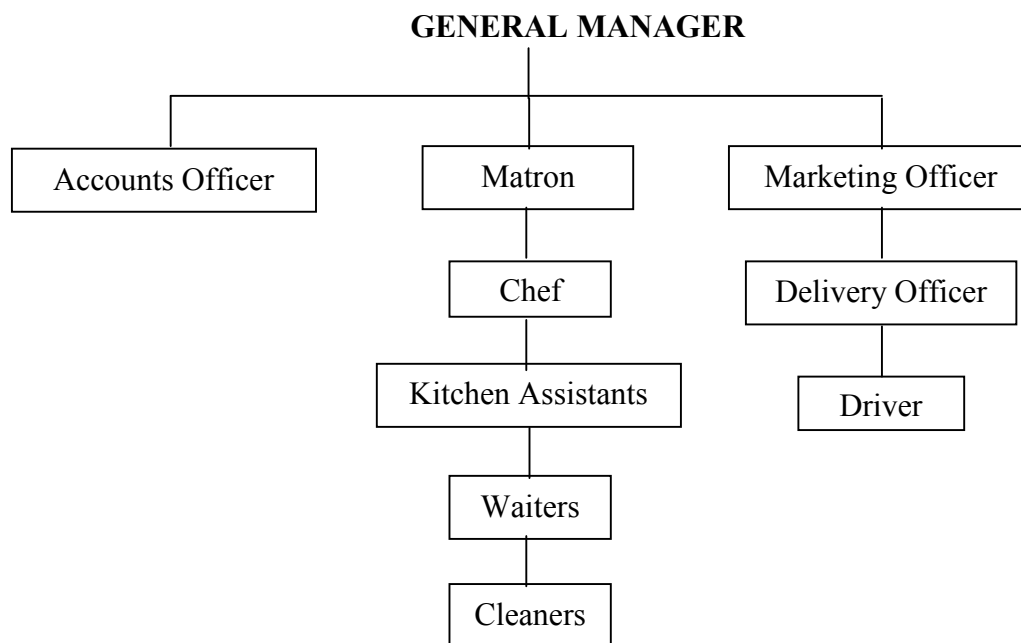 GENERAL MANAGER
Accounts Officer
Matron
Marketing Officer
Chef
Delivery Officer
Kitchen Assistants
Driver
Waiters
Cleaners